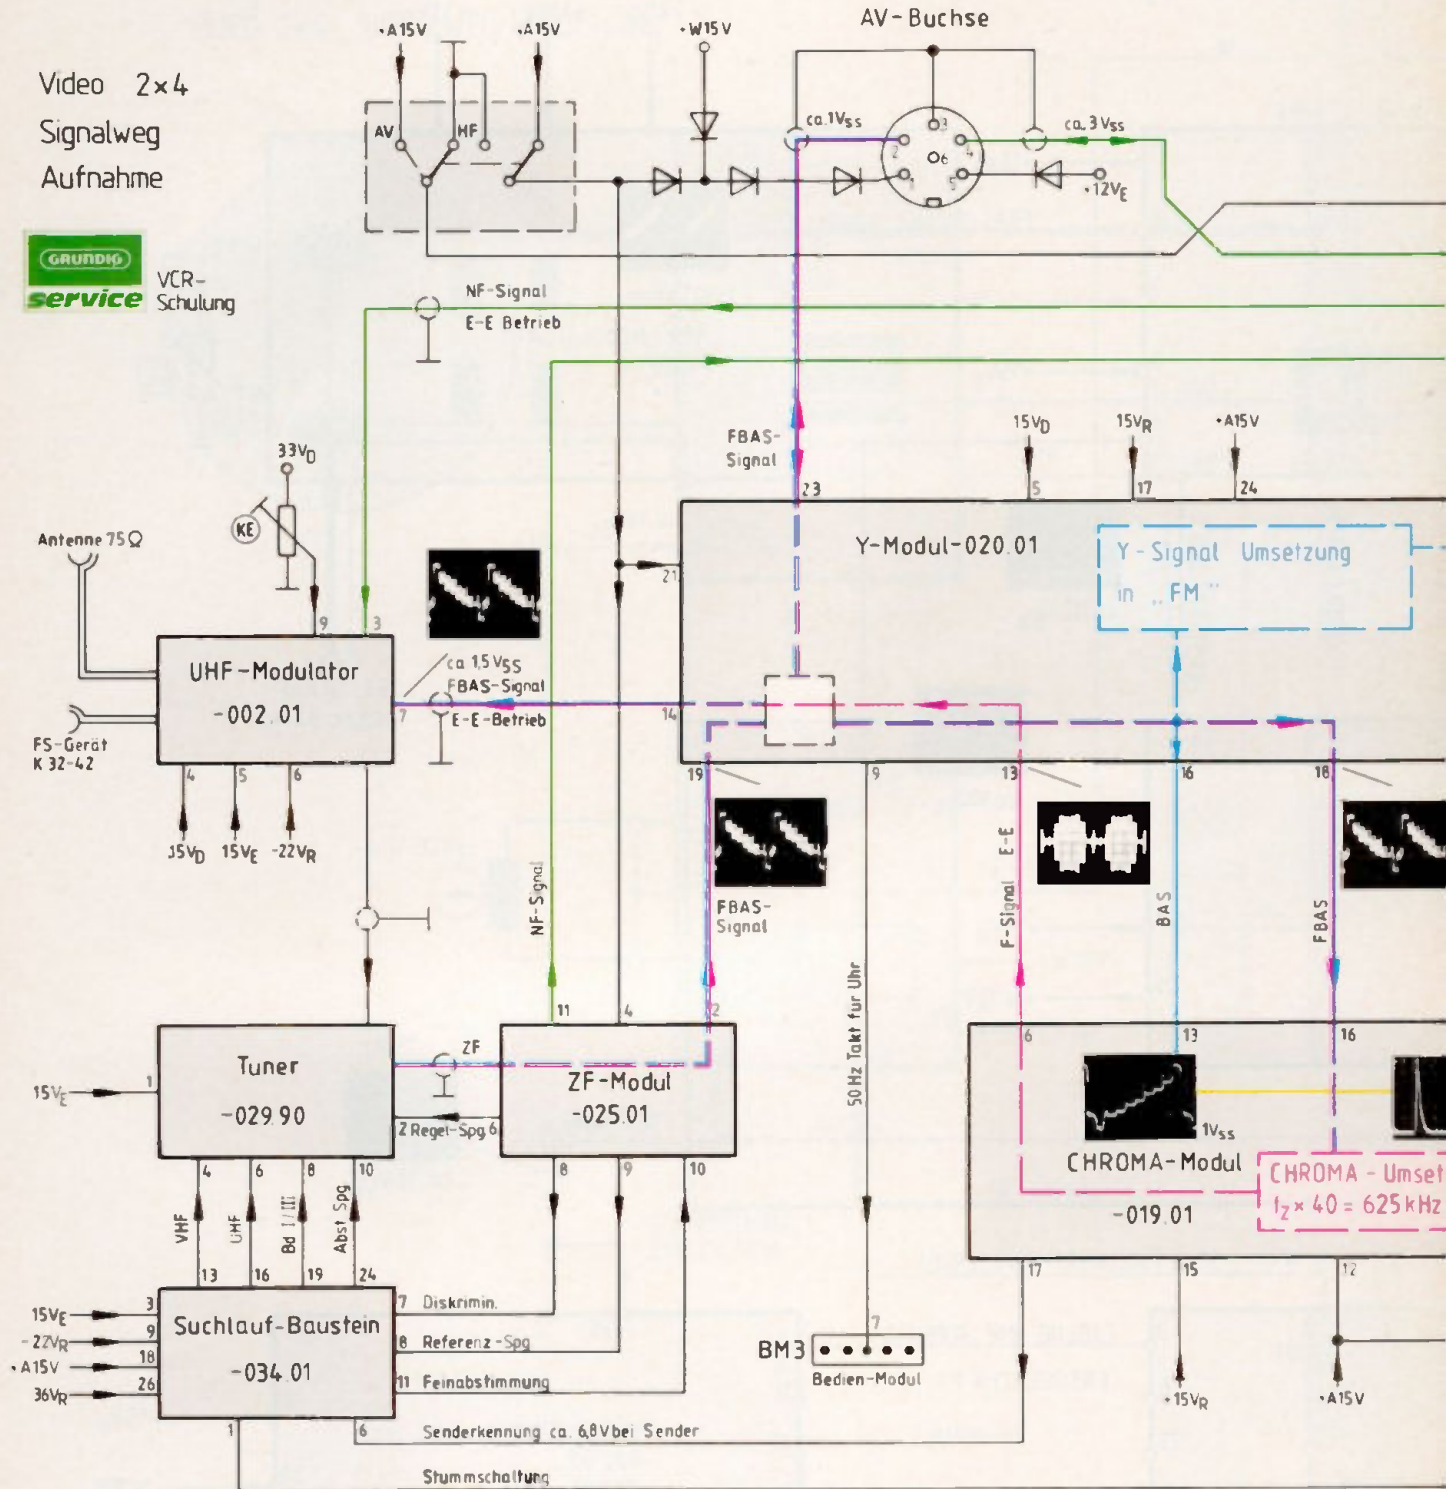 AV-Buchse
+A15V
+A15V
+W15V
Video 2×4
Signalweg
Aufnahme
AV
HF
ca. 1Vss
ca. 3Vss
3
2
4
6
1
5
+12VE
GRUNDIG
service
VCR-
Schulung
NF-Signal
E-E Betrieb
33VD
KE
FBAS-
Signal
15VD
15VR
+A15V
23
5
17
24
Antenne 75Ω
Y-Modul-020.01
Y-Signal Umsetzung
in „FM"
21
9
3
UHF-Modulator
-002.01
ca 1,5Vss
FBAS-Signal
7
E-E-Betrieb
14
FS-Gerät
K 32-42
4
5
6
19
9
13
16
18
15VD
15VE
-22VR
NF-Signal
FBAS-
Signal
F-Signal E-E
BAS
FBAS
50Hz Takt für Uhr
11
4
2
6
13
16
Tuner
-029.90
ZF
ZF-Modul
-025.01
15VE
1
2 Regel-Spg. 6
1Vss
CHROMA-Modul
-019.01
CHROMA-Umset
fZ × 40 = 625kHz
4
6
8
10
8
9
10
VHF
UHF
Bd I/III
Abst Spg
13
16
19
24
17
15
12
15VE
3
-22VR
9
+A15V
18
36VR
26
Suchlauf-Baustein
-034.01
7 Diskrimin.
8 Referenz-Spg
11 Feinabstimmung
7
BM3
Bedien-Modul
+15VR
+A15V
1
6
Senderkennung ca. 6,8V bei Sender
Stummschaltung